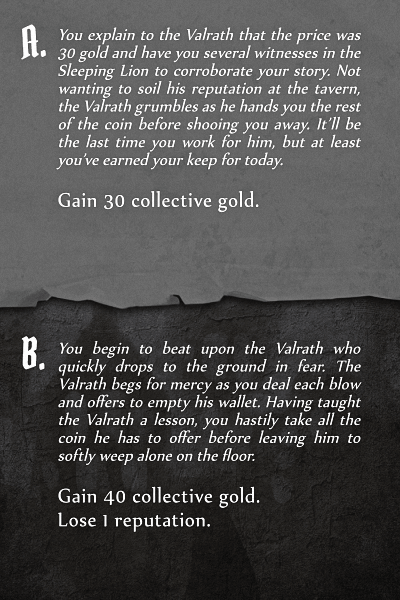 A.
You explain to the Valrath that the price was
30 gold and have you several witnesses in the
Sleeping Lion to corroborate your story. Not
wanting to soil his reputation at the tavern,
the Valrath grumbles as he hands you the rest
of the coin before shooing you away. It'll be
the last time you work for him, but at least
you've earned your keep for today.
Gain 30 collective gold.
B.
You begin to beat upon the Valrath who
quickly drops to the ground in fear. The
Valrath begs for mercy as you deal each blow
and offers to empty his wallet. Having taught
the Valrath a lesson, you hastily take all the
coin he has to offer before leaving him to
softly weep alone on the floor.
Gain 40 collective gold.
Lose 1 reputation.